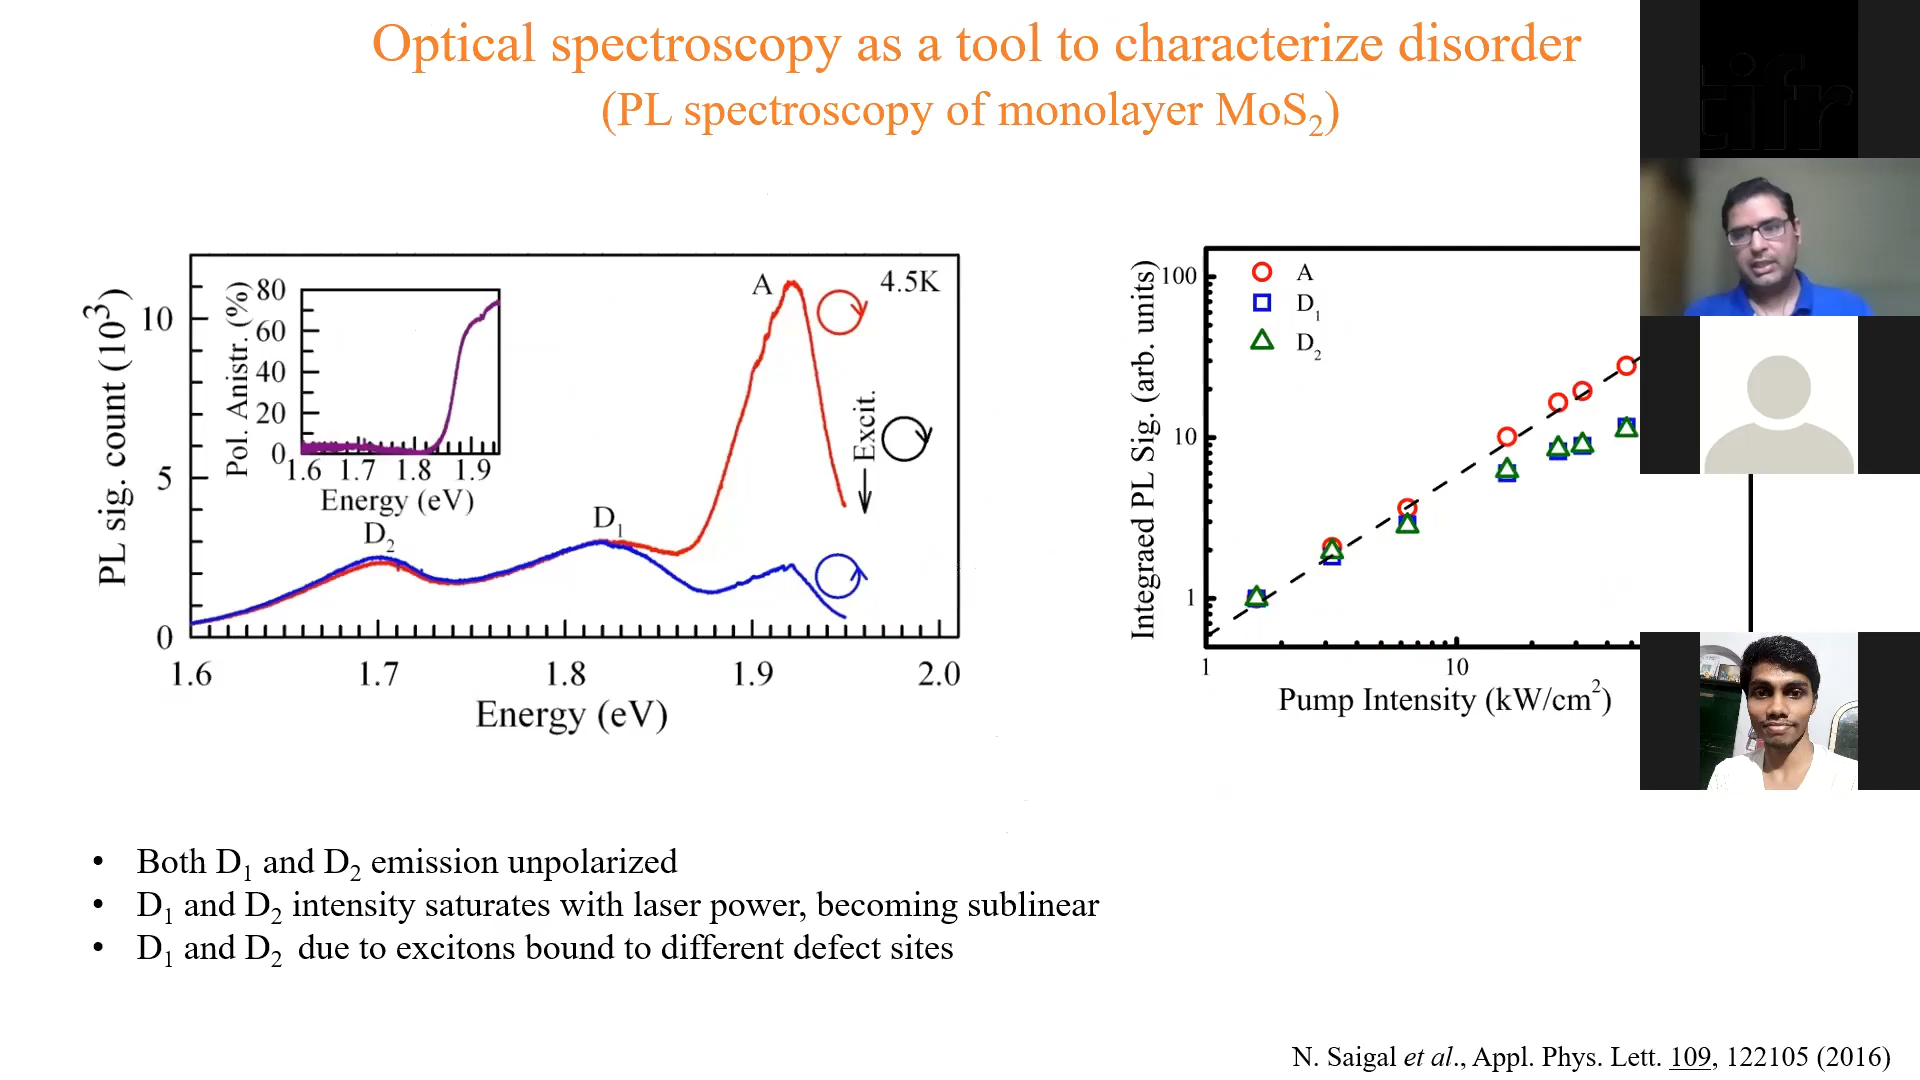 Optical spectroscopy as a tool to characterize disorder
(PL spectroscopy of monolayer MoS₂)
tifr
PL sig. count (10³)
10
5
0
1.6 1.7 1.8 1.9 2.0
Energy (eV)
Pol. Anistr. (%)
80
60
40
20
0
1.6 1.7 1.8 1.9
Energy (eV)
D₂
D₁
A
4.5K
Excit.
Integraed PL Sig. (arb. units)
100
10
1
A
D₁
D₂
1 10
Pump Intensity (kW/cm²)
• Both D₁ and D₂ emission unpolarized
• D₁ and D₂ intensity saturates with laser power, becoming sublinear
• D₁ and D₂ due to excitons bound to different defect sites
N. Saigal et al., Appl. Phys. Lett. 109, 122105 (2016)